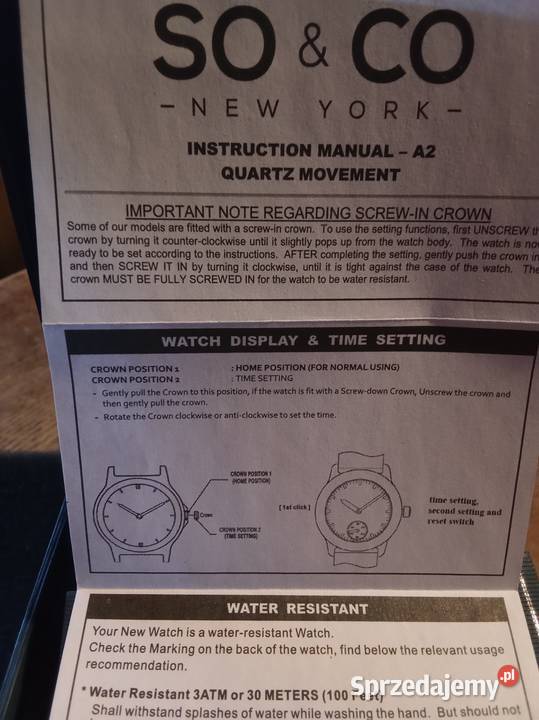 SO & CO
- NEW YORK -
INSTRUCTION MANUAL – A2
QUARTZ MOVEMENT
IMPORTANT NOTE REGARDING SCREW-IN CROWN
Some of our models are fitted with a screw-in crown. To use the setting functions, first UNSCREW th
crown by turning it counter-clockwise until it slightly pops up from the watch body. The watch is now
ready to be set according to the instructions. AFTER completing the setting, gently push the crown in
and then SCREW IT IN by turning it clockwise, until it is tight against the case of the watch. The
crown MUST BE FULLY SCREWED IN for the watch to be water resistant.
WATCH DISPLAY & TIME SETTING
CROWN POSITION 1 : HOME POSITION (FOR NORMAL USING)
CROWN POSITION 2 : TIME SETTING
- Gently pull the Crown to this position, if the watch is fit with a Screw-down Crown, Unscrew the crown and
then gently pull the crown.
- Rotate the Crown clockwise or anti-clockwise to set the time.
CROWN POSITION 1
(HOME POSITION)
Crown
CROWN POSITION 2
(TIME SETTING)
[ 1st click ]
time setting,
second setting and
reset switch
WATER RESISTANT
Your New Watch is a water-resistant Watch.
Check the Marking on the back of the watch, find below the relevant usage
recommendation.
* Water Resistant 3ATM or 30 METERS (100 Feet)
Shall withstand splashes of water while washing the hand. But should not
Sprzedajemy.pl